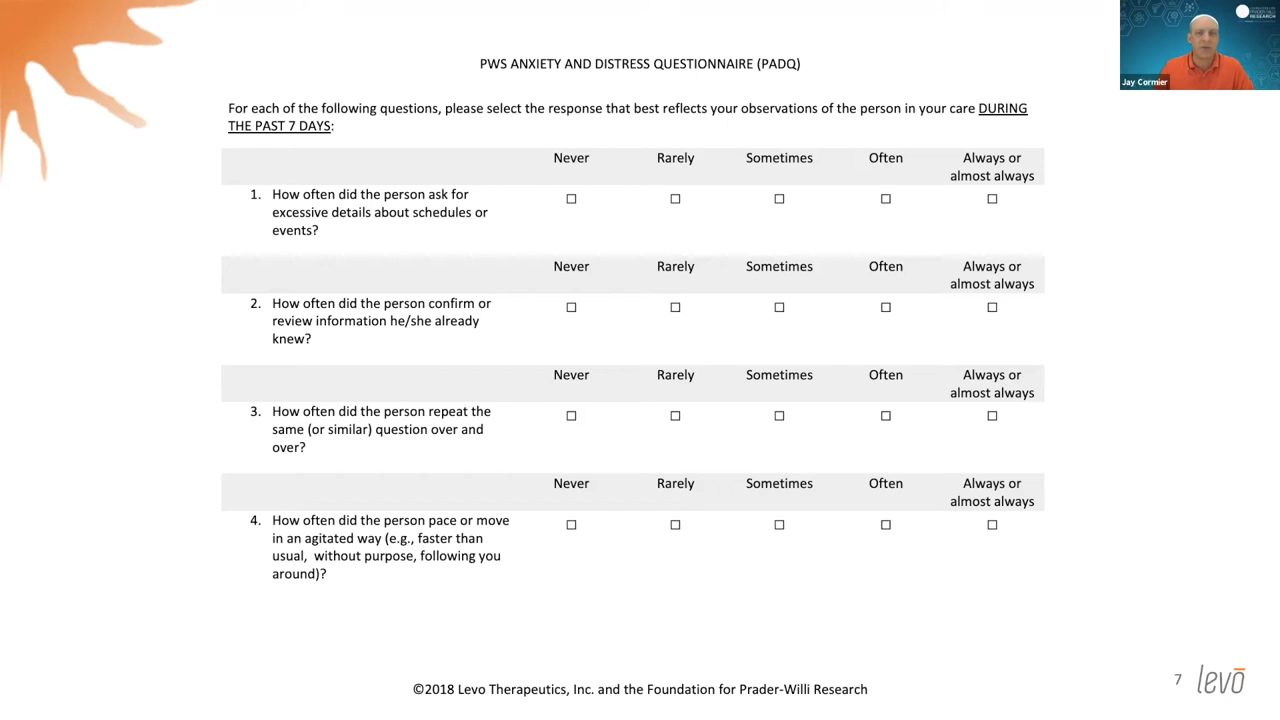 PWS ANXIETY AND DISTRESS QUESTIONNAIRE (PADQ)
For each of the following questions, please select the response that best reflects your observations of the person in your care DURING
THE PAST 7 DAYS:
Never Rarely Sometimes Often Always or
almost always
1. How often did the person ask for
excessive details about schedules or
events?
Never Rarely Sometimes Often Always or
almost always
2. How often did the person confirm or
review information he/she already
knew?
Never Rarely Sometimes Often Always or
almost always
3. How often did the person repeat the
same (or similar) question over and
over?
Never Rarely Sometimes Often Always or
almost always
4. How often did the person pace or move
in an agitated way (e.g., faster than
usual, without purpose, following you
around)?
©2018 Levo Therapeutics, Inc. and the Foundation for Prader-Willi Research
7 levō
Jay Cormier
PRADER-WILLI
RESEARCH